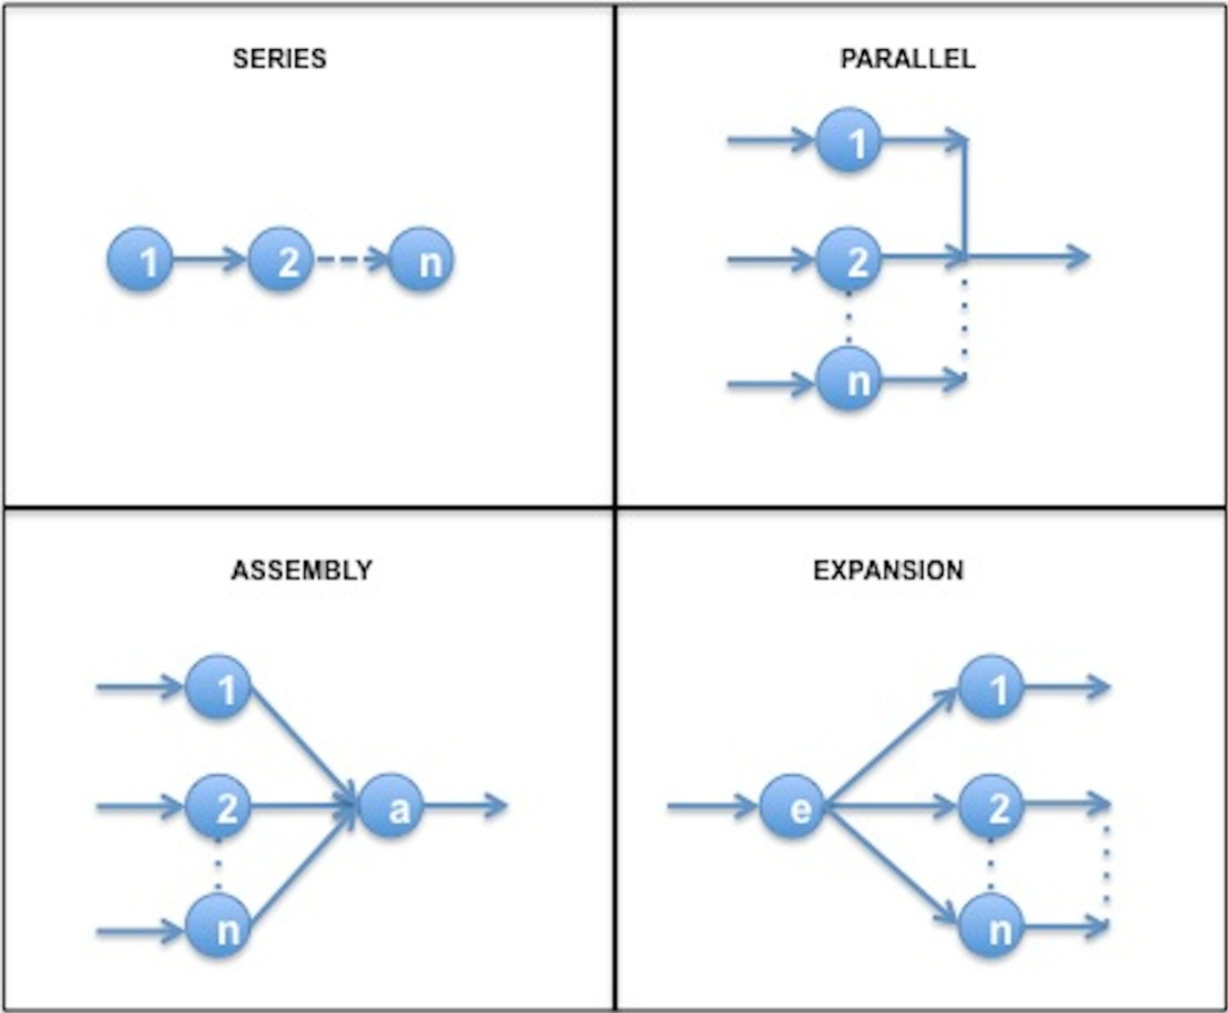 SERIES
1 2 n
PARALLEL
1
2
n
ASSEMBLY
1
2 a
n
EXPANSION
1
e 2
n